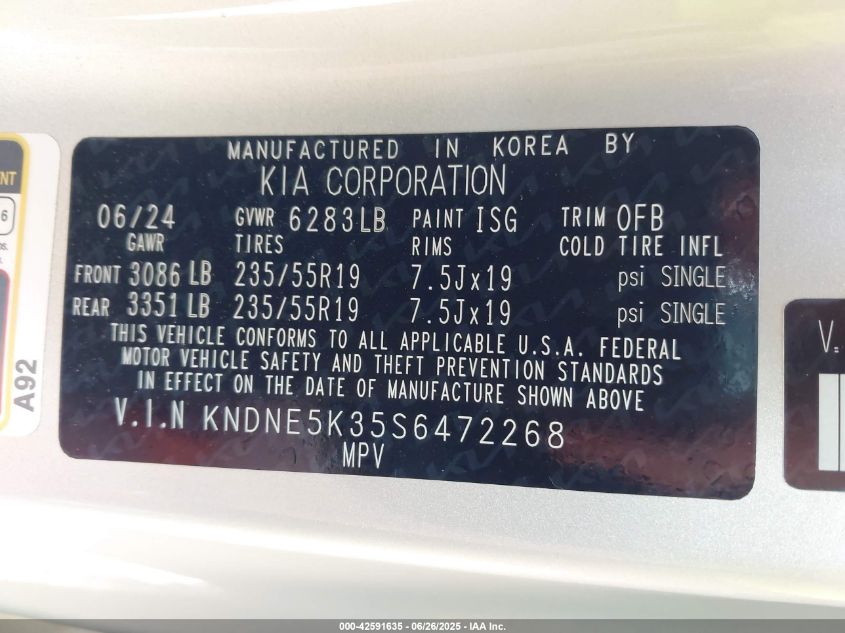 MANUFACTURED IN KOREA BY
KIA CORPORATION
06/24 GVWR 6283LB PAINT ISG TRIM OFB
GAWR TIRES RIMS COLD TIRE INFL
FRONT 3086 LB 235/55R19 7.5Jx19 psi SINGLE
REAR 3351 LB 235/55R19 7.5Jx19 psi SINGLE
THIS VEHICLE CONFORMS TO ALL APPLICABLE U.S.A. FEDERAL
MOTOR VEHICLE SAFETY AND THEFT PREVENTION STANDARDS
IN EFFECT ON THE DATE OF MANUFACTURE SHOWN ABOVE
V.I.N KNDNE5K35S6472268
MPV
A92
V.
000-42591635 - 06/26/2025 - IAA Inc.